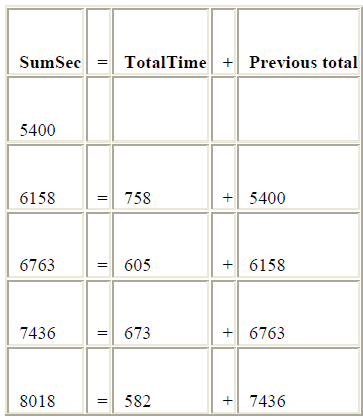 SumSec = TotalTime + Previous total
5400
6158 = 758 + 5400
6763 = 605 + 6158
7436 = 673 + 6763
8018 = 582 + 7436